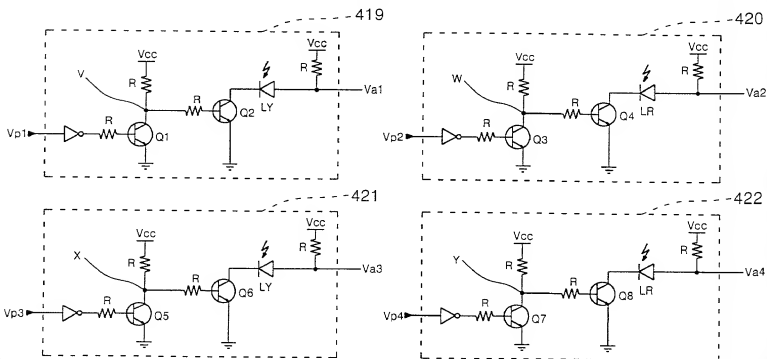 419
Vcc
Vcc
V
R
R
R
Q2
LY
Va1
Vp1
R
Q1
420
Vcc
Vcc
W
R
R
R
Q4
LR
Va2
Vp2
R
Q3
421
Vcc
Vcc
X
R
R
R
Q6
LY
Va3
Vp3
R
Q5
422
Vcc
Vcc
Y
R
R
R
Q8
LR
Va4
Vp4
R
Q7